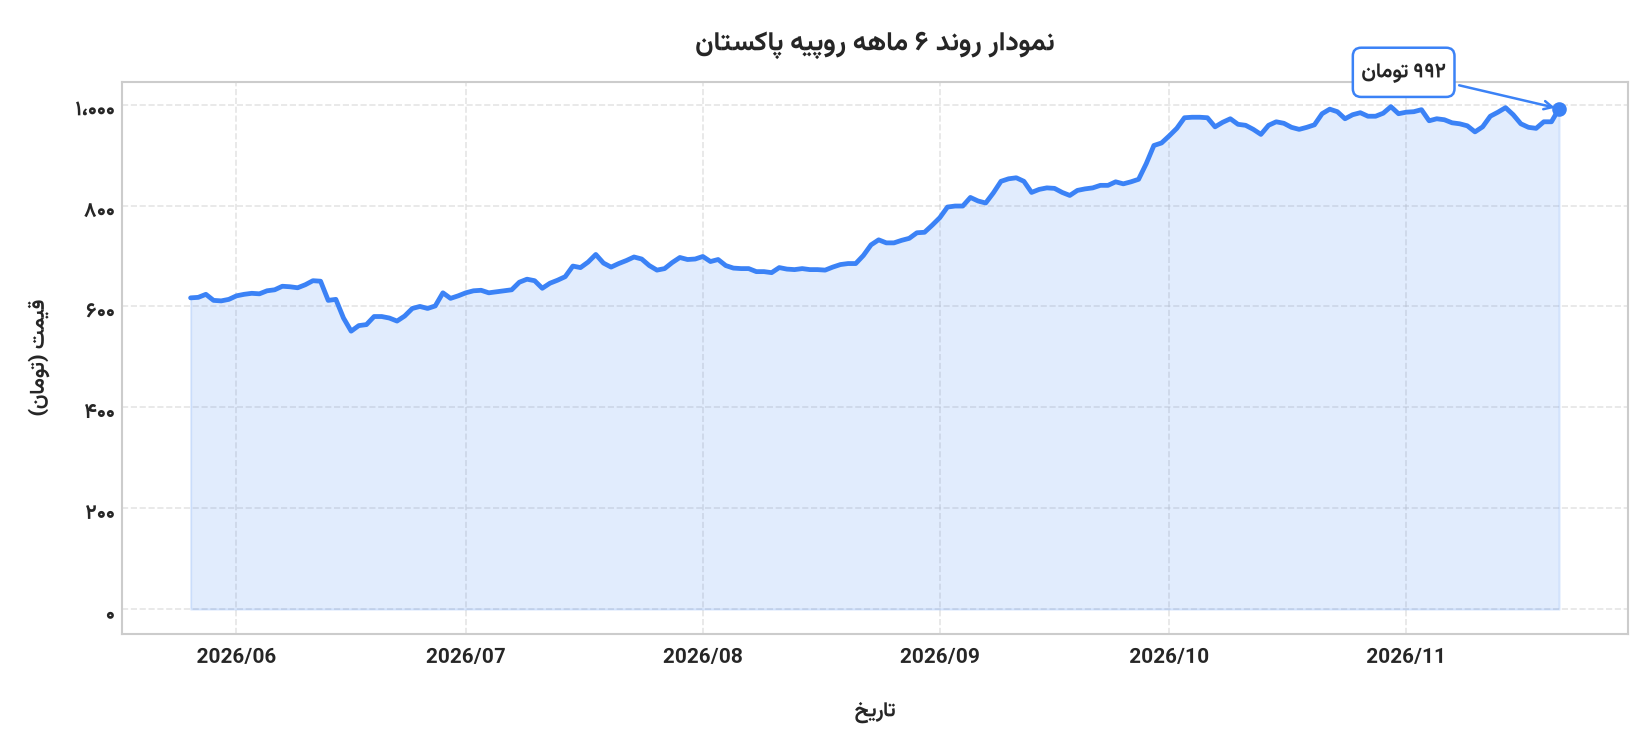 نمودار روند ۶ ماهه روپیه پاکستان
۹۹۲ تومان
۱،۰۰۰
۸۰۰
۶۰۰
۴۰۰
۲۰۰
۰
قیمت (تومان)
2026/06 2026/07 2026/08 2026/09 2026/10 2026/11
تاریخ